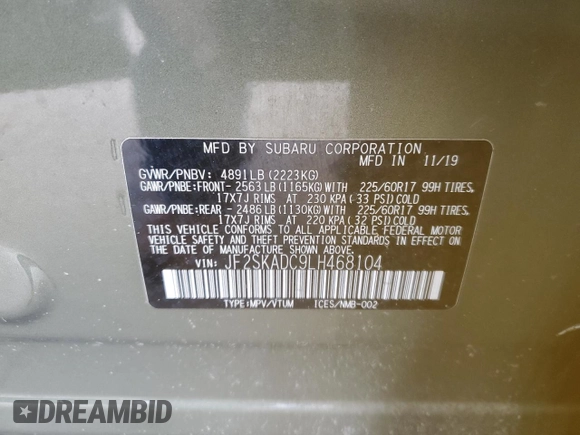 MFD BY SUBARU CORPORATION
MFD IN 11/19
GVWR/PNBV: 4891LB(2223KG)
GAWR/PNBE:FRONT- 2563LB(1165KG)WITH 225/60R17 99H TIRES,
17X7J RIMS AT 230 KPA(-33 PSI)COLD
GAWR/PNBE:REAR -2486LB(1130KG)WITH 225/60R17 99H TIRES,
17X7J RIMS AT 220 KPA(32 PSI)COLD
THIS VEHICLE CONFORMS TO ALL APPLICABLE FEDERAL MOTOR
VEHICLE SAFETY, BUMPER, AND THEFT PREVENTION STANDARDS
IN EFFECT ON THE DATE OF MANUFACTURE SHOWN ABOVE.
VIN: JF2SKADC9LH468104
TYPE:MPV/VTUM ICES/NMB-002
DREAMBID